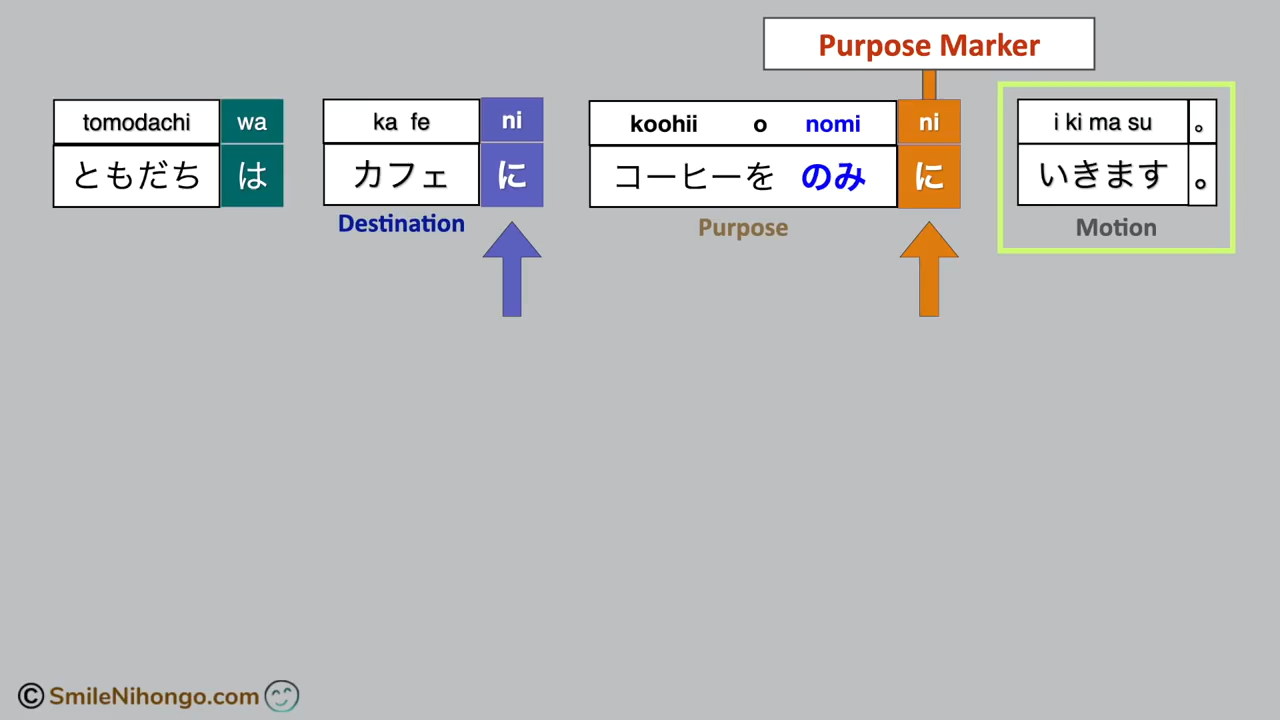 Purpose Marker
tomodachi wa ka fe ni koohii o nomi ni i ki ma su 。
ともだち は カフェ に コーヒーを のみ に いきます 。
Destination Purpose Motion
© SmileNihongo.com